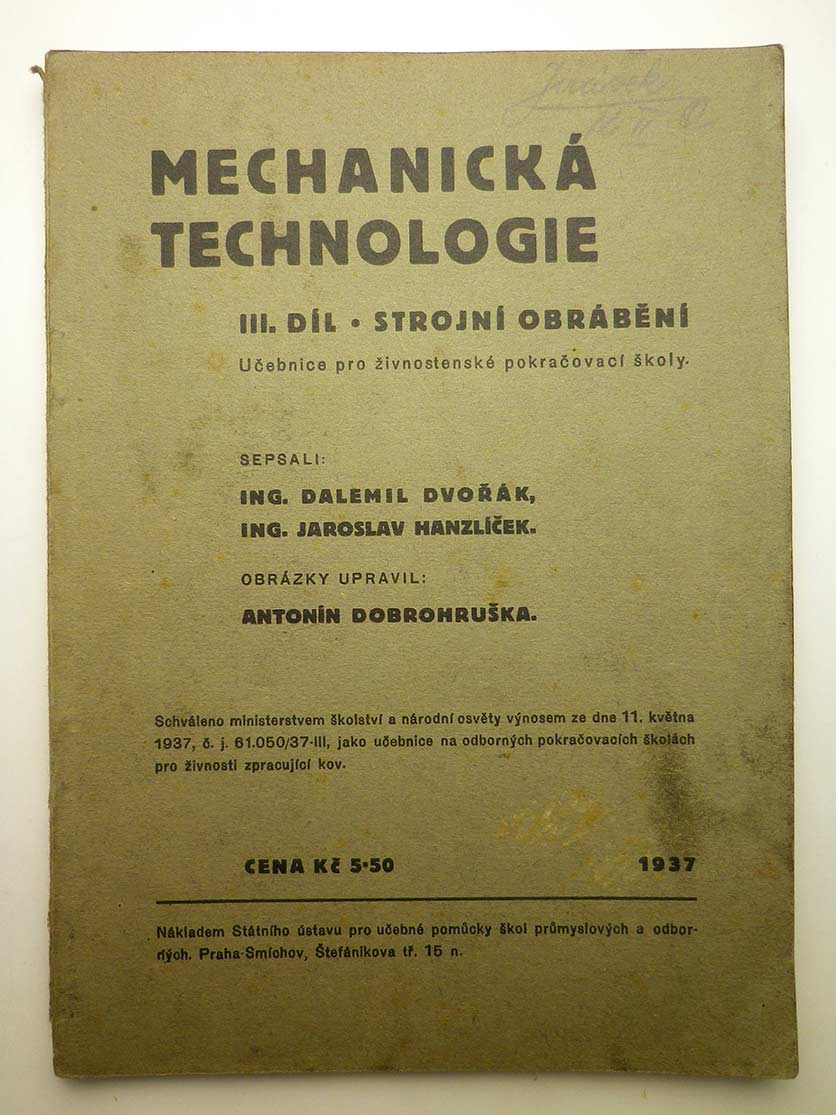 Jirásek
MECHANICKÁ
TECHNOLOGIE
III. DÍL • STROJNÍ OBRÁBĚNÍ
Učebnice pro živnostenské pokračovací školy.
SEPSALI:
ING. DALEMIL DVOŘÁK,
ING. JAROSLAV HANZLÍČEK.
OBRÁZKY UPRAVIL:
ANTONÍN DOBROHRUŠKA.
Schváleno ministerstvem školství a národní osvěty výnosem ze dne 11. května
1937, č. j. 61.050/37-III, jako učebnice na odborných pokračovacích školách
pro živnosti zpracující kov.
CENA Kč 5·50 1937
Nákladem Státního ústavu pro učebné pomůcky škol průmyslových a odbor-
ných. Praha-Smíchov, Štefánikova tř. 15 n.